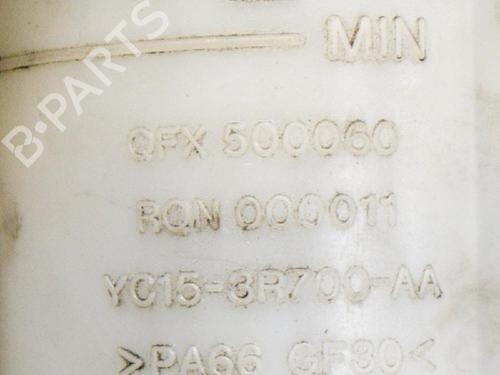 B-PARTS
MIN
QFX 500060
RQN 000011
YC15-3R700-AA
>PA66 GF30<